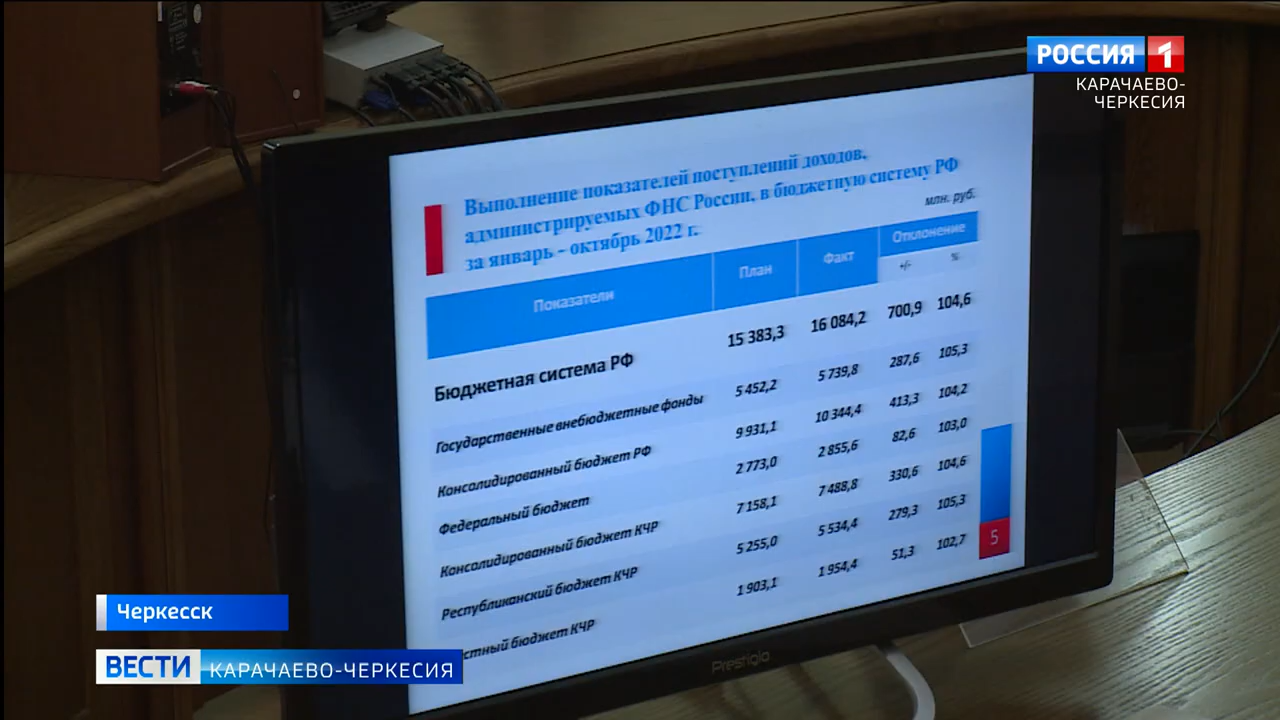 РОССИЯ 1
КАРАЧАЕВО-
ЧЕРКЕСИЯ
Выполнение показателей поступлений доходов,
администрируемых ФНС России, в бюджетную систему РФ
за январь - октябрь 2022 г.
млн. руб.
Показатели План Факт Отклонение
+/- %
Бюджетная система РФ 15 383,3 16 084,2 700,9 104,6
Государственные внебюджетные фонды 5 452,2 5 739,8 287,6 105,3
Консолидированный бюджет РФ 9 931,1 10 344,4 413,3 104,2
Федеральный бюджет 2 773,0 2 855,6 82,6 103,0
Консолидированный бюджет КЧР 7 158,1 7 488,8 330,6 104,6
Республиканский бюджет КЧР 5 255,0 5 534,4 279,3 105,3
стный бюджет КЧР 1 903,1 1 954,4 51,3 102,7
5
Prestigio
Черкесск
ВЕСТИ КАРАЧАЕВО-ЧЕРКЕСИЯ